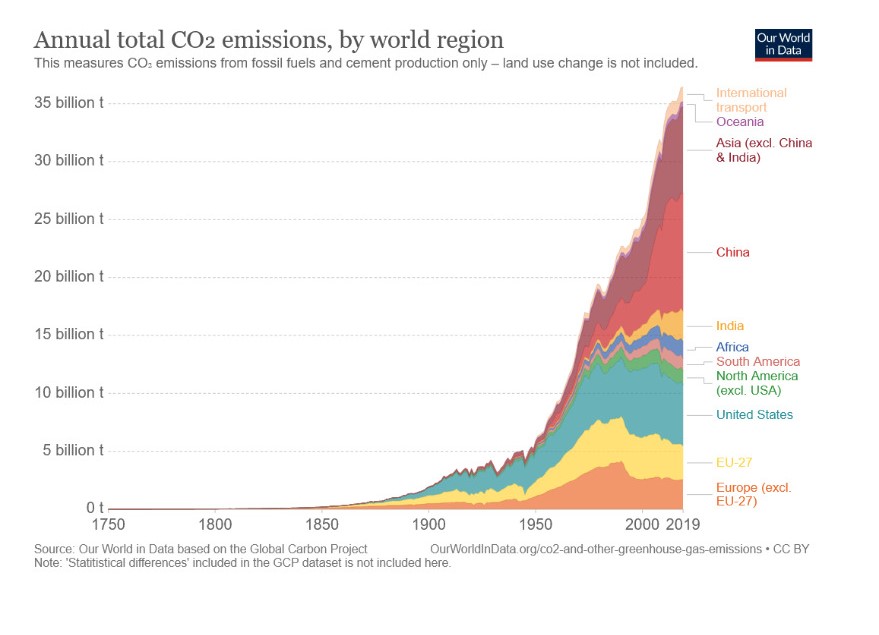 Annual total CO₂ emissions, by world region
Our World
in Data
This measures CO₂ emissions from fossil fuels and cement production only – land use change is not included.
35 billion t
30 billion t
25 billion t
20 billion t
15 billion t
10 billion t
5 billion t
0 t
1750
1800
1850
1900
1950
2000
2019
International
transport
Oceania
Asia (excl. China
& India)
China
India
Africa
South America
North America
(excl. USA)
United States
EU-27
Europe (excl.
EU-27)
Source: Our World in Data based on the Global Carbon Project
OurWorldInData.org/co2-and-other-greenhouse-gas-emissions • CC BY
Note: 'Statitistical differences' included in the GCP dataset is not included here.